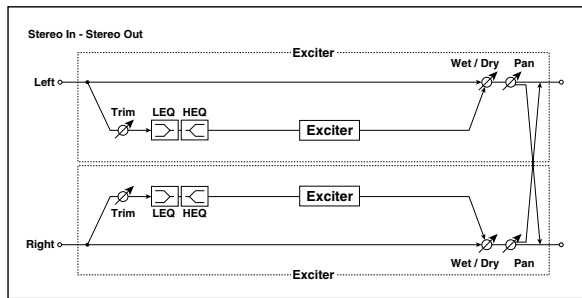 Stereo In - Stereo Out
Exciter
Wet / Dry Pan
Left
Trim LEQ HEQ
Exciter
Exciter
Trim LEQ HEQ
Right
Wet / Dry Pan
Exciter